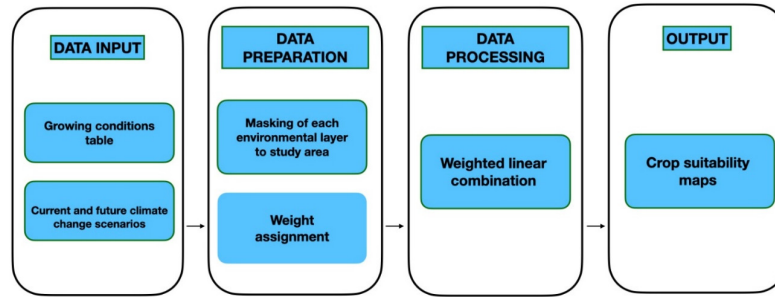 DATA INPUT
Growing conditions
table
Current and future climate
change scenarios
DATA
PREPARATION
Masking of each
environmental layer
to study area
Weight
assignment
DATA
PROCESSING
Weighted linear
combination
OUTPUT
Crop suitability
maps